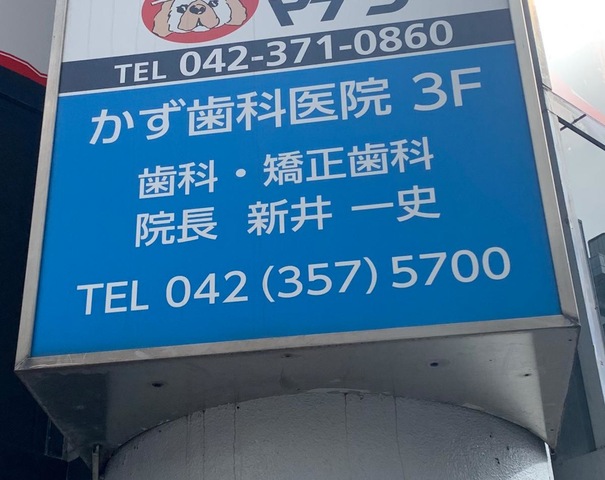 TEL 042-371-0860
かず歯科医院 3F
歯科・矯正歯科
院長 新井 一史
TEL 042(357)5700